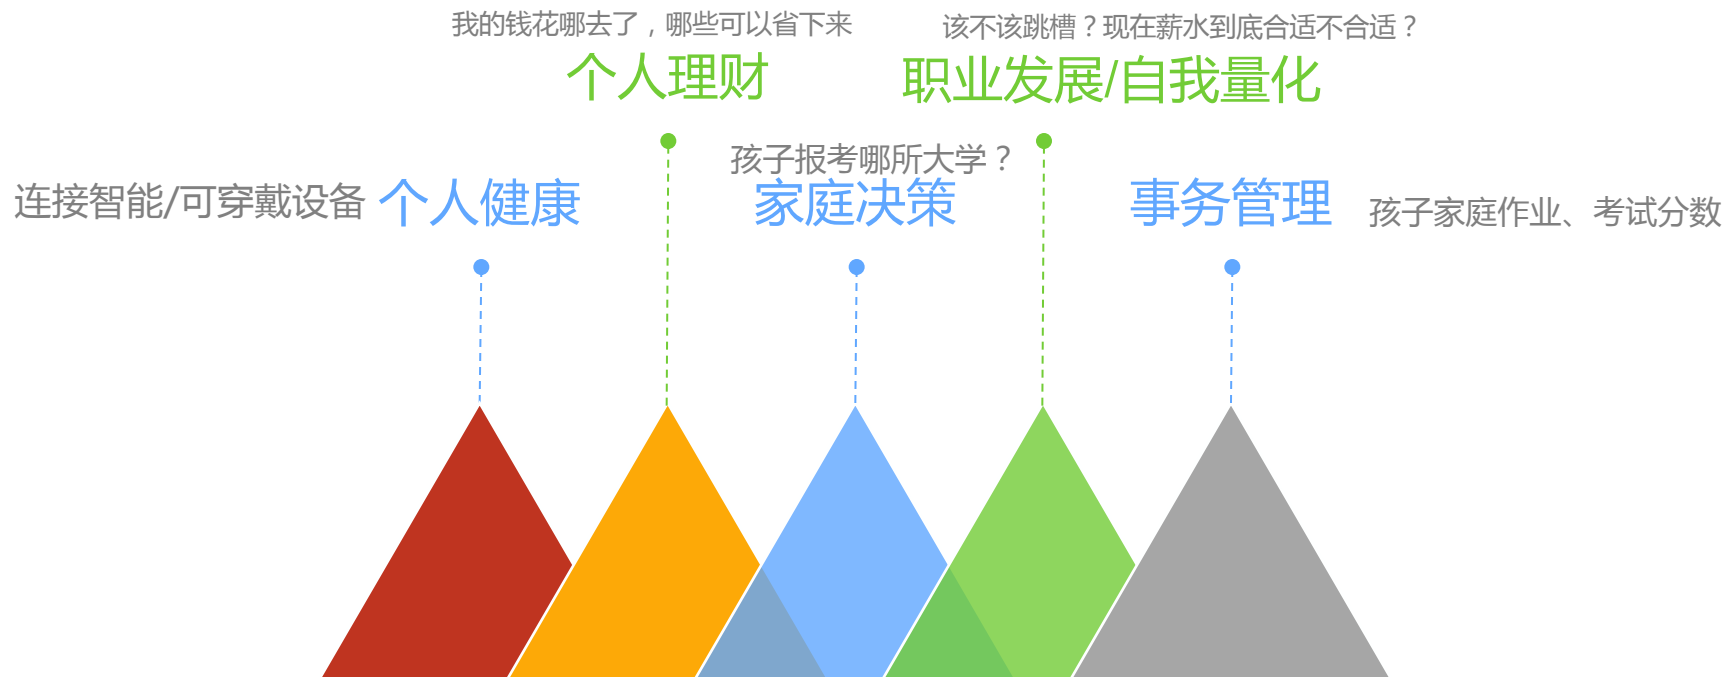 我的钱花哪去了，哪些可以省下来
个人理财
该不该跳槽？现在薪水到底合适不合适？
职业发展/自我量化
连接智能/可穿戴设备
个人健康
孩子报考哪所大学？
家庭决策
事务管理
孩子家庭作业、考试分数